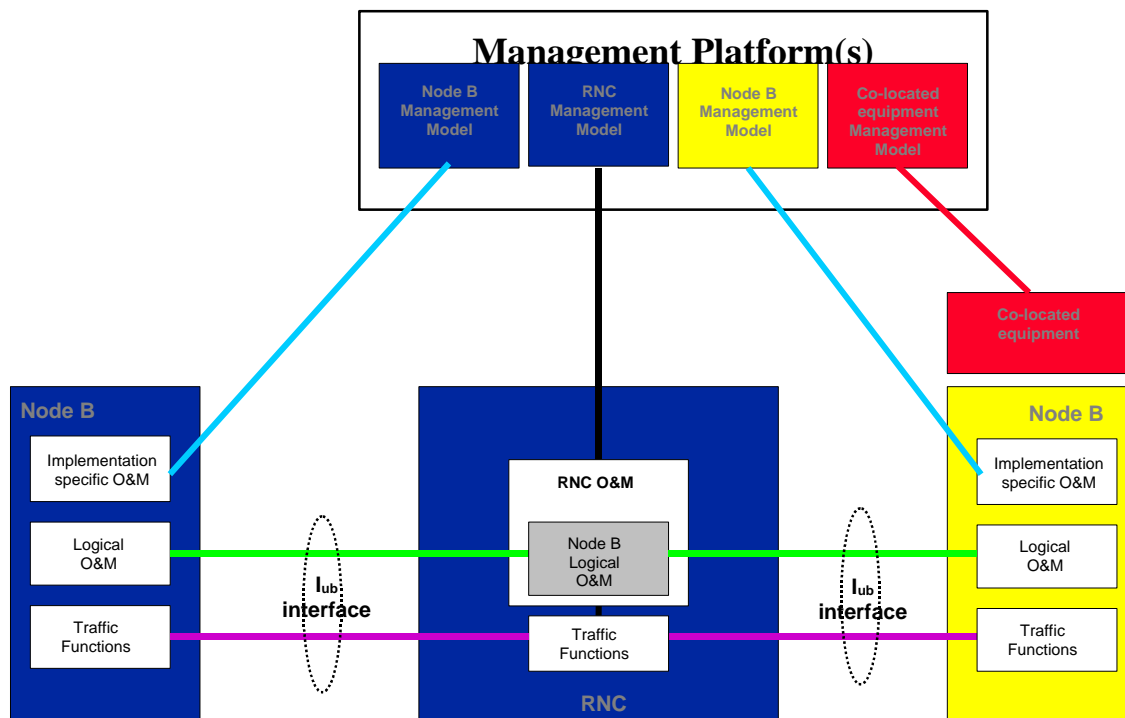 Management Platform(s)
Node B
Management
Model
RNC
Management
Model
Node B
Management
Model
Co-located
equipment
Management
Model
Co-located
equipment
Node B
Implementation
specific O&M
Logical
O&M
Traffic
Functions
Iub
interface
RNC O&M
Node B
Logical
O&M
Traffic
Functions
RNC
Iub
interface
Node B
Implementation
specific O&M
Logical
O&M
Traffic
Functions